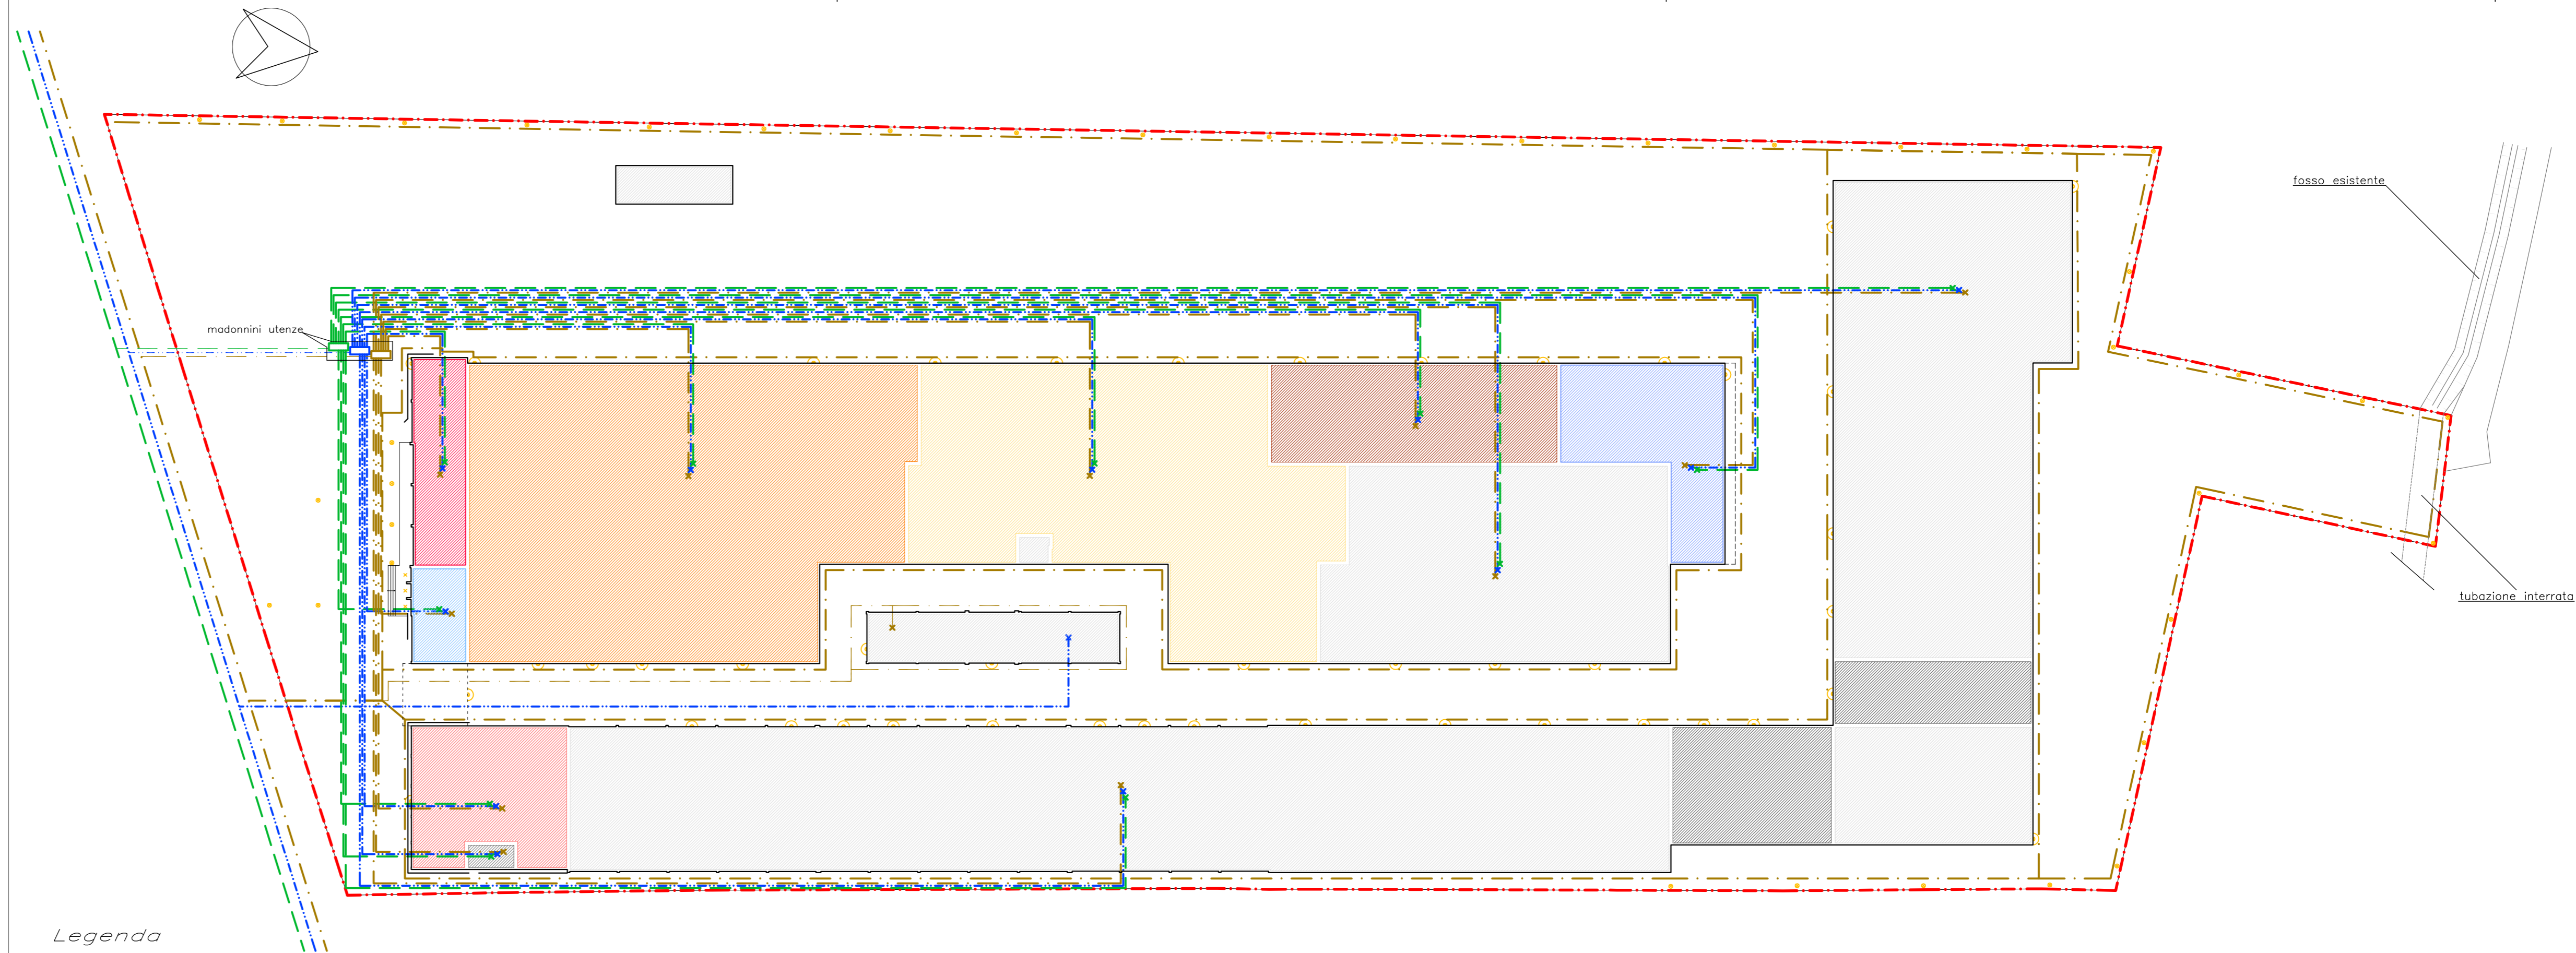 fosso esistente
madonnini utenze
tubazione interrata
Legenda